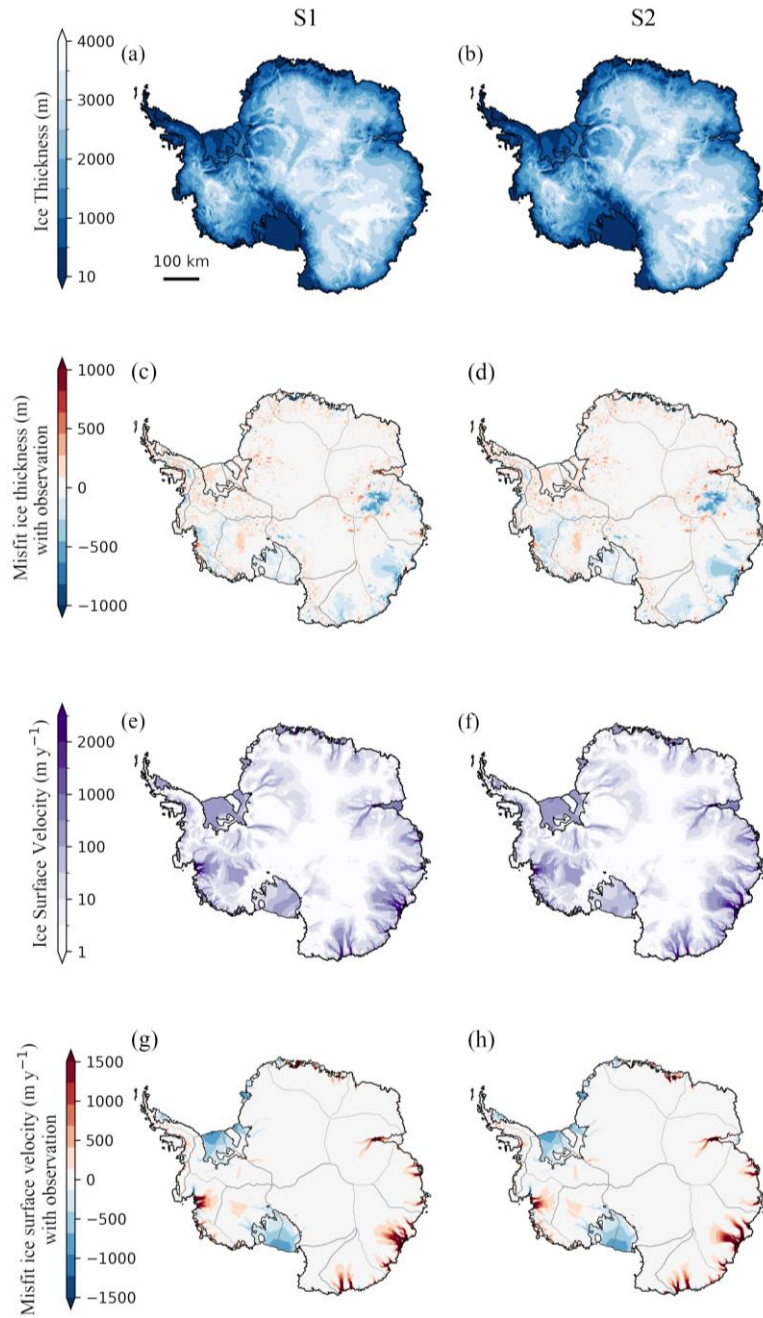 S1
S2
(a)
(b)
4000
3000
2000
1000
10
Ice Thickness (m)
100 km
(c)
(d)
1000
500
0
−500
−1000
Misfit ice thickness (m)
with observation
(e)
(f)
2000
1000
100
10
1
Ice Surface Velocity (m y⁻¹)
(g)
(h)
1500
1000
500
0
−500
−1000
−1500
Misfit ice surface velocity (m y⁻¹)
with observation